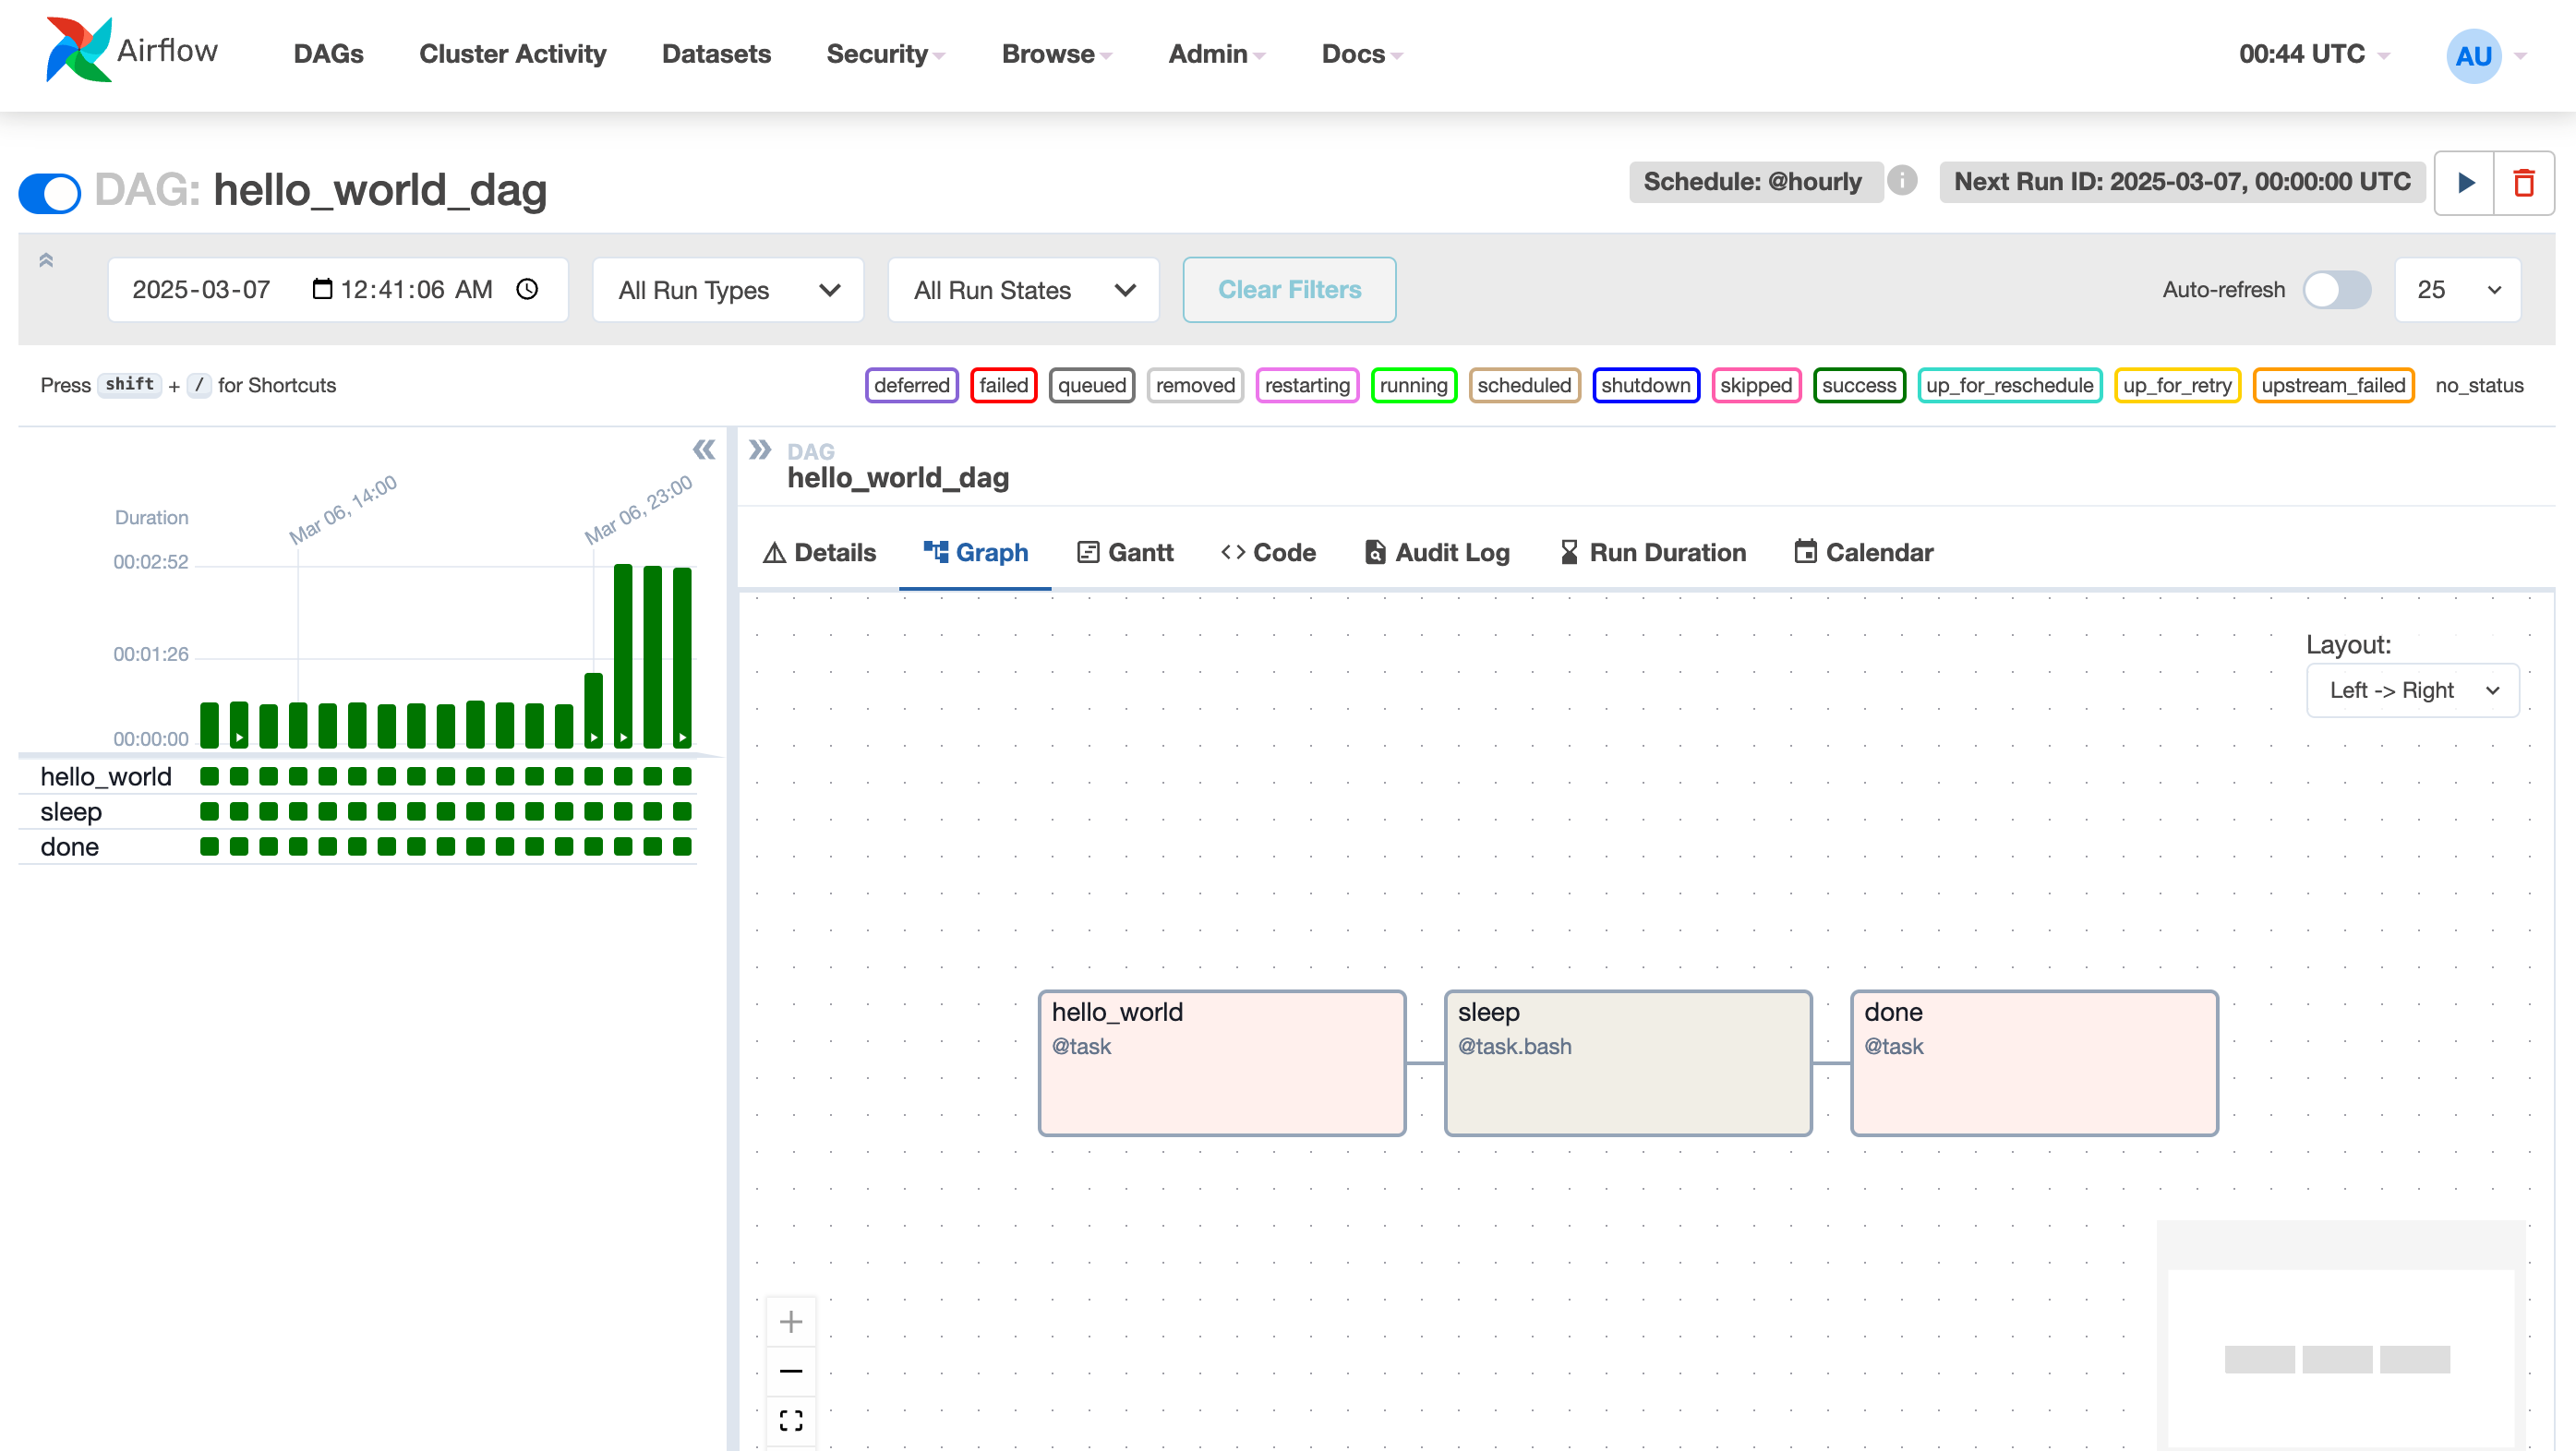 Airflow DAGs Cluster Activity Datasets Security Browse Admin Docs 00:44 UTC AU
DAG: hello_world_dag Schedule: @hourly i Next Run ID: 2025-03-07, 00:00:00 UTC
2025-03-07 12:41:06 AM All Run Types All Run States Clear Filters Auto-refresh 25
Press shift + / for Shortcuts deferred failed queued removed restarting running scheduled shutdown skipped success up_for_reschedule up_for_retry upstream_failed no_status
DAG
hello_world_dag
Details Graph Gantt Code Audit Log Run Duration Calendar
Mar 06, 14:00 Mar 06, 23:00
Duration
00:02:52
00:01:26
00:00:00
hello_world
sleep
done
Layout:
Left -> Right
hello_world
@task
sleep
@task.bash
done
@task